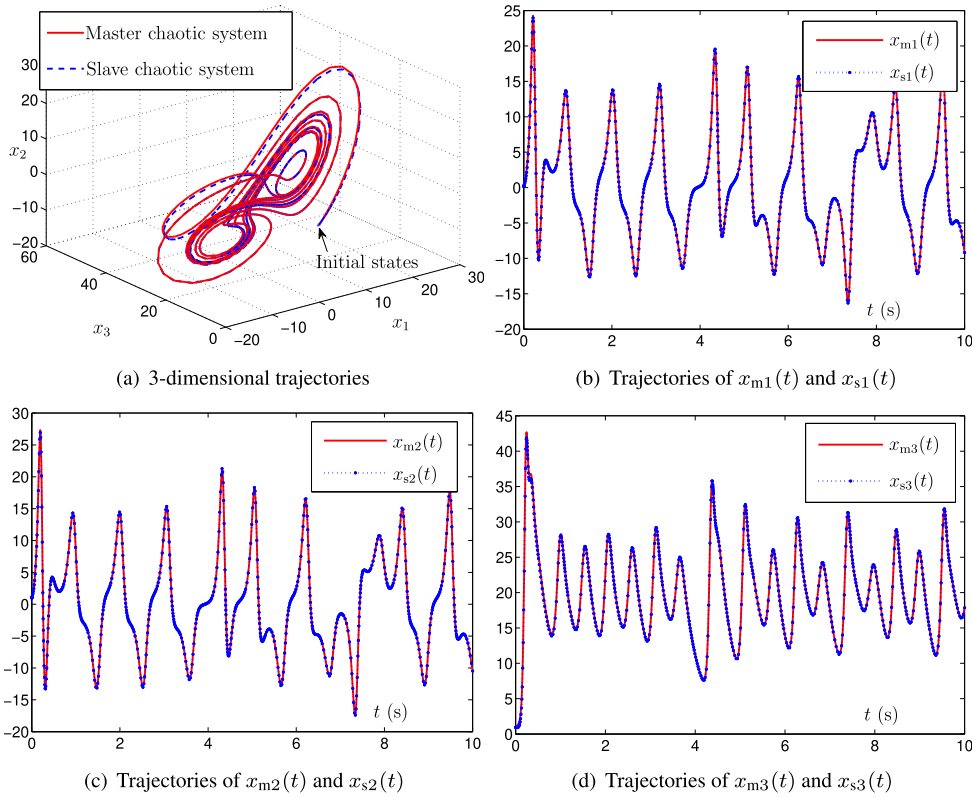 Master chaotic system
Slave chaotic system
30
20
10
0
−10
−20
x2
60
40
20
0
x3
−20
−10
0
10
20
30
x1
Initial states
(a) 3-dimensional trajectories
25
20
15
10
5
0
−5
−10
−15
−20
0 2 4 6 8 10
xm1(t)
xs1(t)
t (s)
(b) Trajectories of xm1(t) and xs1(t)
30
25
20
15
10
5
0
−5
−10
−15
−20
0 2 4 6 8 10
xm2(t)
xs2(t)
t (s)
(c) Trajectories of xm2(t) and xs2(t)
45
40
35
30
25
20
15
10
5
0
0 2 4 6 8 10
xm3(t)
xs3(t)
t (s)
(d) Trajectories of xm3(t) and xs3(t)